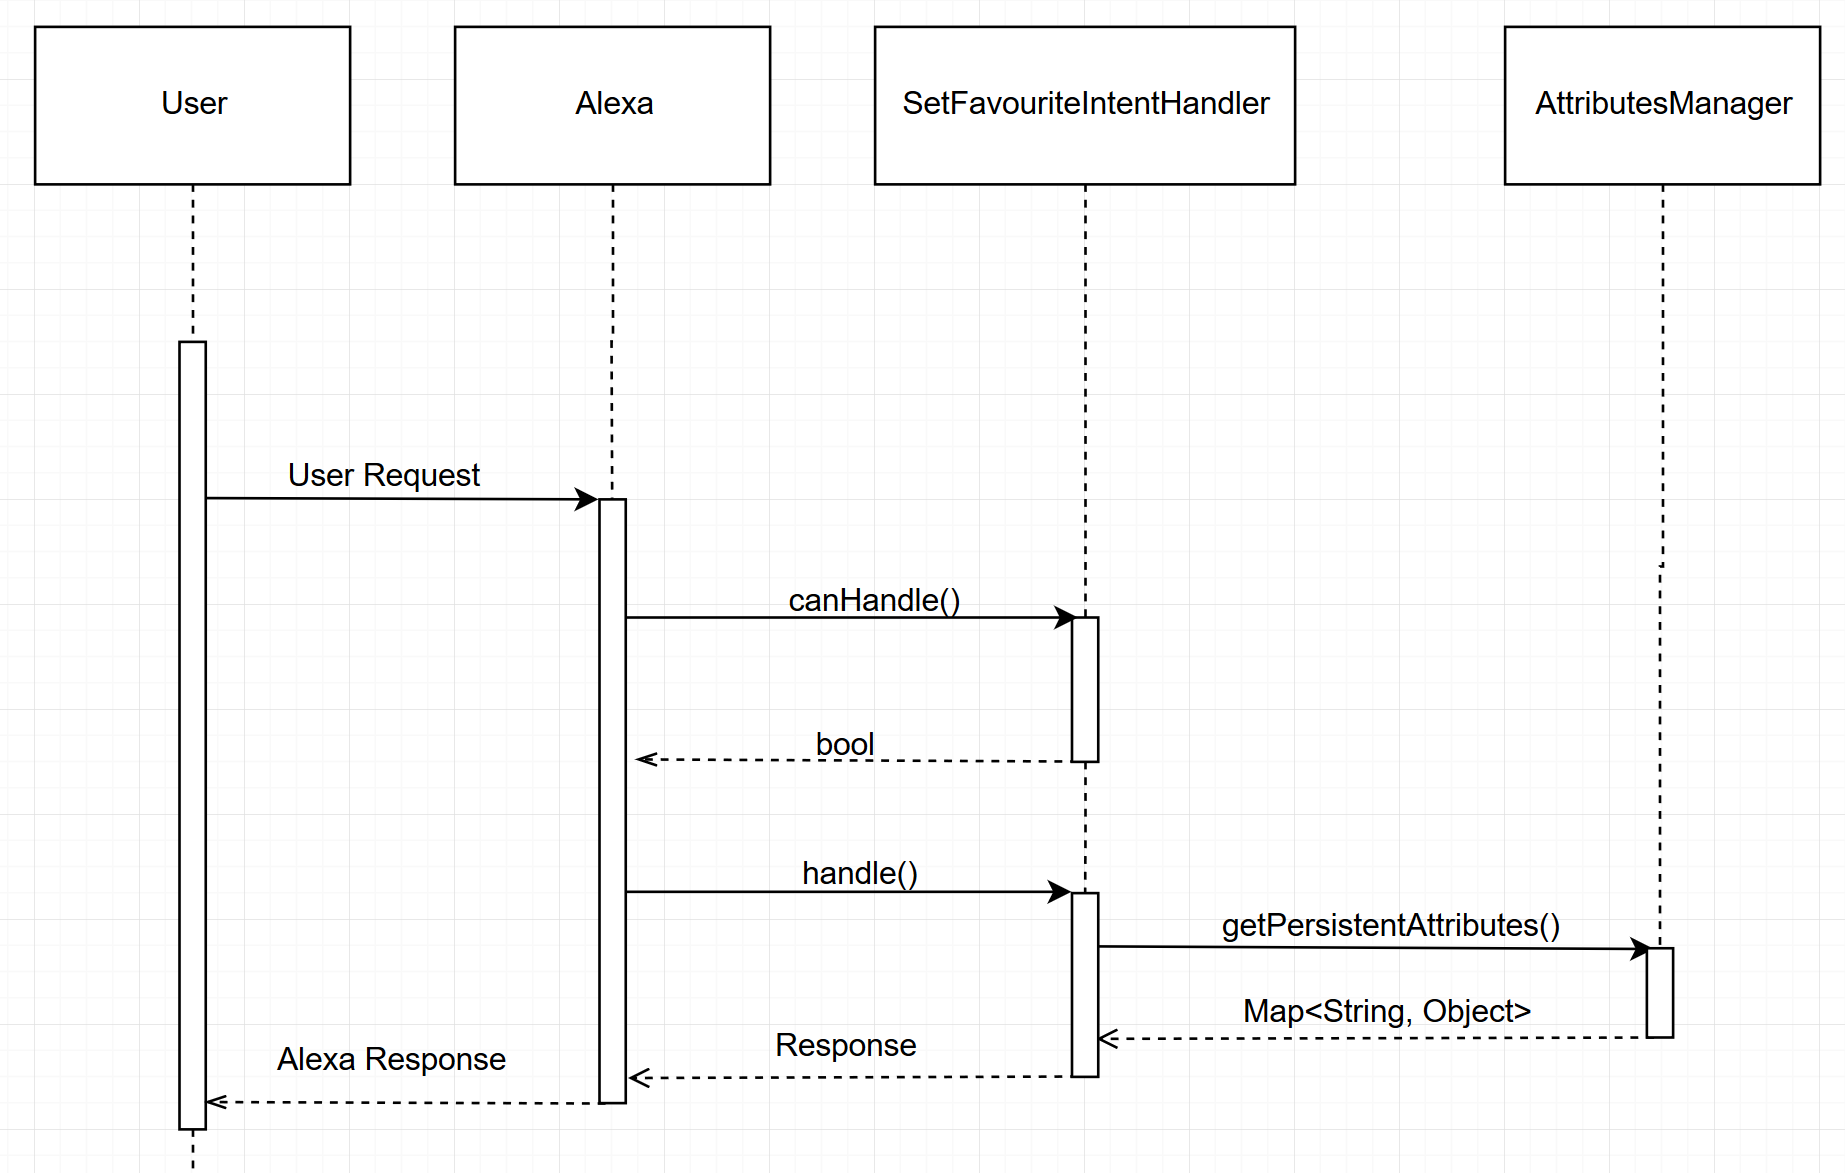 User
Alexa
SetFavouriteIntentHandler
AttributesManager
User Request
canHandle()
bool
handle()
getPersistentAttributes()
Map<String, Object>
Response
Alexa Response